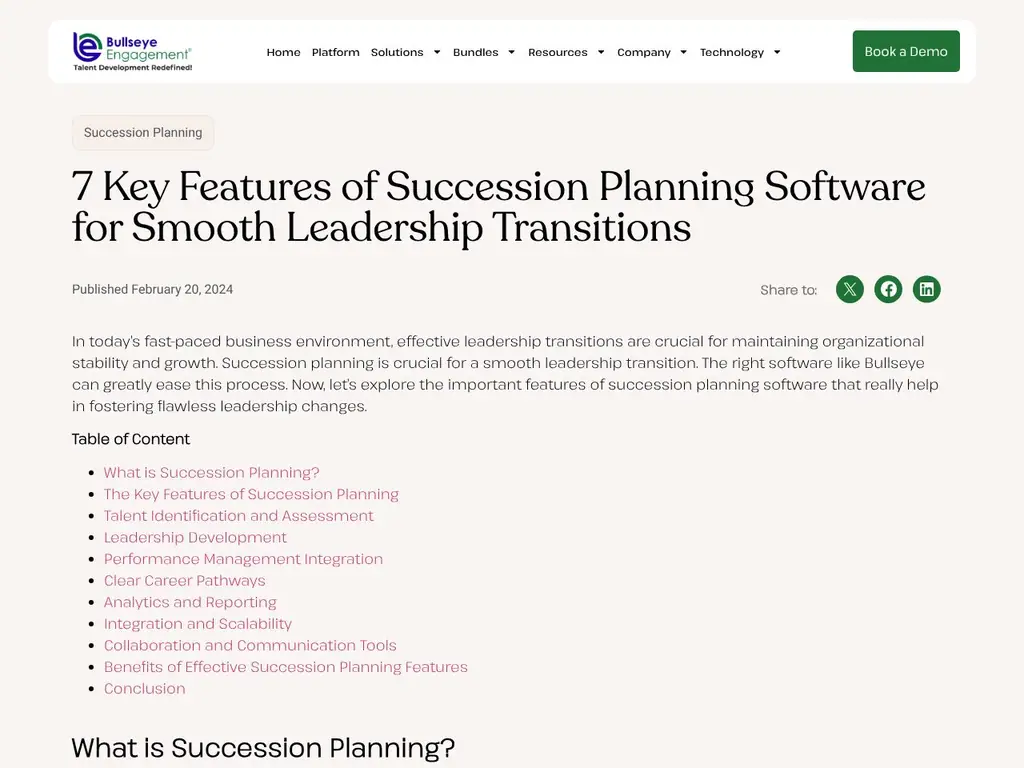 Bullseye
Engagement®
Talent Development Redefined!
Home Platform Solutions Bundles Resources Company Technology
Book a Demo
Succession Planning
7 Key Features of Succession Planning Software
for Smooth Leadership Transitions
Published February 20, 2024
Share to:
In today's fast-paced business environment, effective leadership transitions are crucial for maintaining organizational
stability and growth. Succession planning is crucial for a smooth leadership transition. The right software like Bullseye
can greatly ease this process. Now, let's explore the important features of succession planning software that really help
in fostering flawless leadership changes.
Table of Content
What is Succession Planning?
The Key Features of Succession Planning
Talent Identification and Assessment
Leadership Development
Performance Management Integration
Clear Career Pathways
Analytics and Reporting
Integration and Scalability
Collaboration and Communication Tools
Benefits of Effective Succession Planning Features
Conclusion
What is Succession Planning?